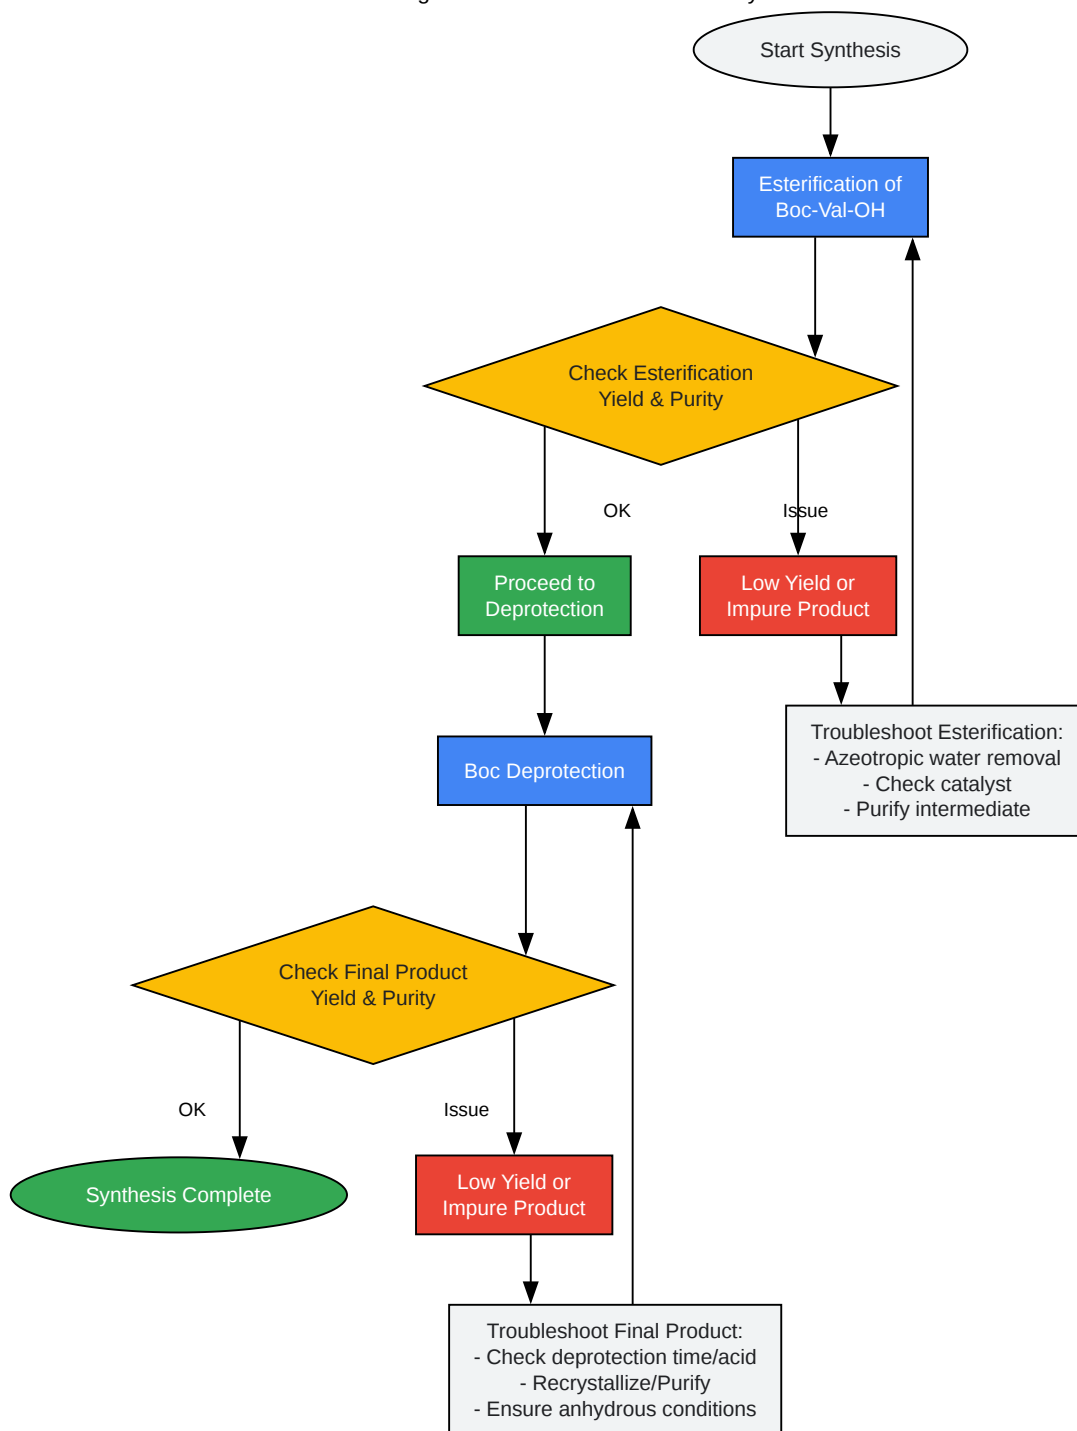 Start Synthesis
Esterification of
Boc-Val-OH
Check Esterification
Yield & Purity
OK
Issue
Proceed to
Deprotection
Low Yield or
Impure Product
Troubleshoot Esterification:
- Azeotropic water removal
- Check catalyst
- Purify intermediate
Boc Deprotection
Check Final Product
Yield & Purity
OK
Issue
Synthesis Complete
Low Yield or
Impure Product
Troubleshoot Final Product:
- Check deprotection time/acid
- Recrystallize/Purify
- Ensure anhydrous conditions